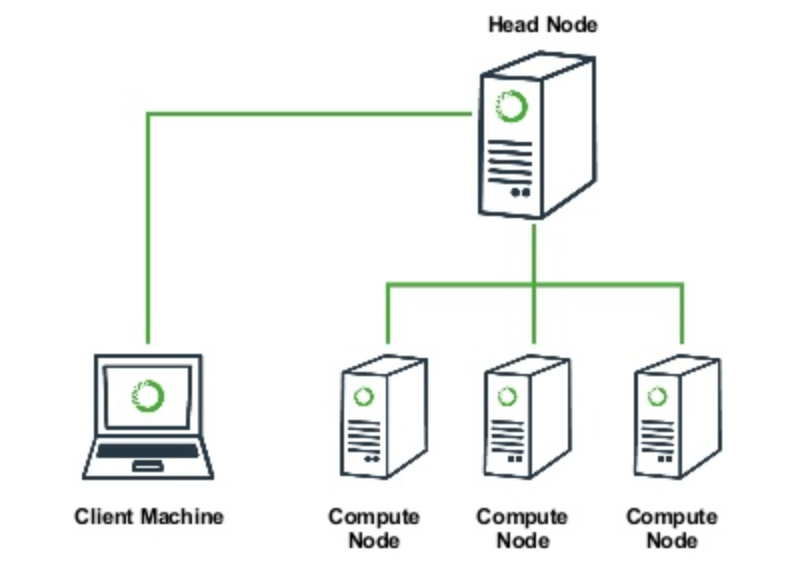 Head Node
Client Machine
Compute
Node
Compute
Node
Compute
Node